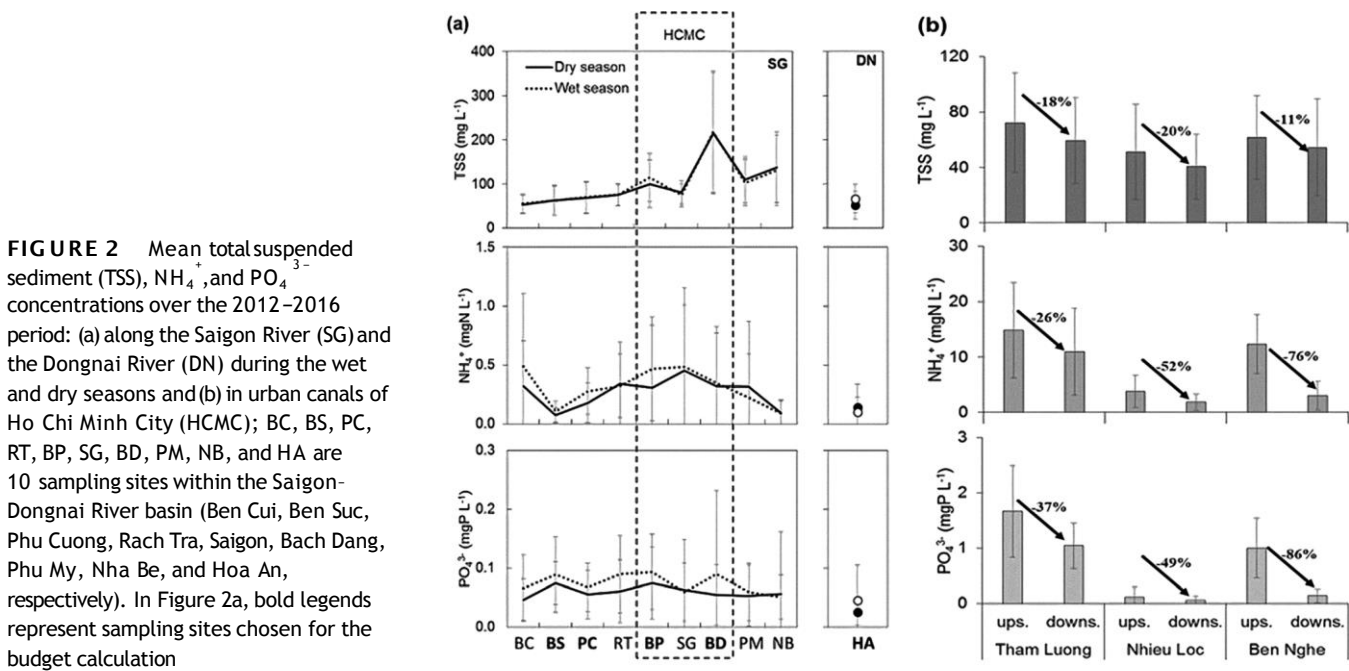 FIGURE 2 Mean total suspended
sediment (TSS), NH₄⁺, and PO₄³⁻
concentrations over the 2012–2016
period: (a) along the Saigon River (SG) and
the Dongnai River (DN) during the wet
and dry seasons and (b) in urban canals of
Ho Chi Minh City (HCMC); BC, BS, PC,
RT, BP, SG, BD, PM, NB, and HA are
10 sampling sites within the Saigon–
Dongnai River basin (Ben Cui, Ben Suc,
Phu Cuong, Rach Tra, Saigon, Bach Dang,
Phu My, Nha Be, and Hoa An,
respectively). In Figure 2a, bold legends
represent sampling sites chosen for the
budget calculation
(a)
HCMC
400
300
200
100
0
TSS (mg L⁻¹)
Dry season
Wet season
SG
DN
1.5
1.0
0.5
0.0
NH₄⁺ (mgN L⁻¹)
0.3
0.2
0.1
0.0
PO₄³⁻ (mgP L⁻¹)
BC BS PC RT BP SG BD PM NB
HA
(b)
120
80
40
0
TSS (mg L⁻¹)
-18%
-20%
-11%
30
20
10
0
NH₄⁺ (mgN L⁻¹)
-26%
-52%
-76%
3
2
1
0
PO₄³⁻ (mgP L⁻¹)
-37%
-49%
-86%
ups. downs. ups. downs. ups. downs.
Tham Luong Nhieu Loc Ben Nghe